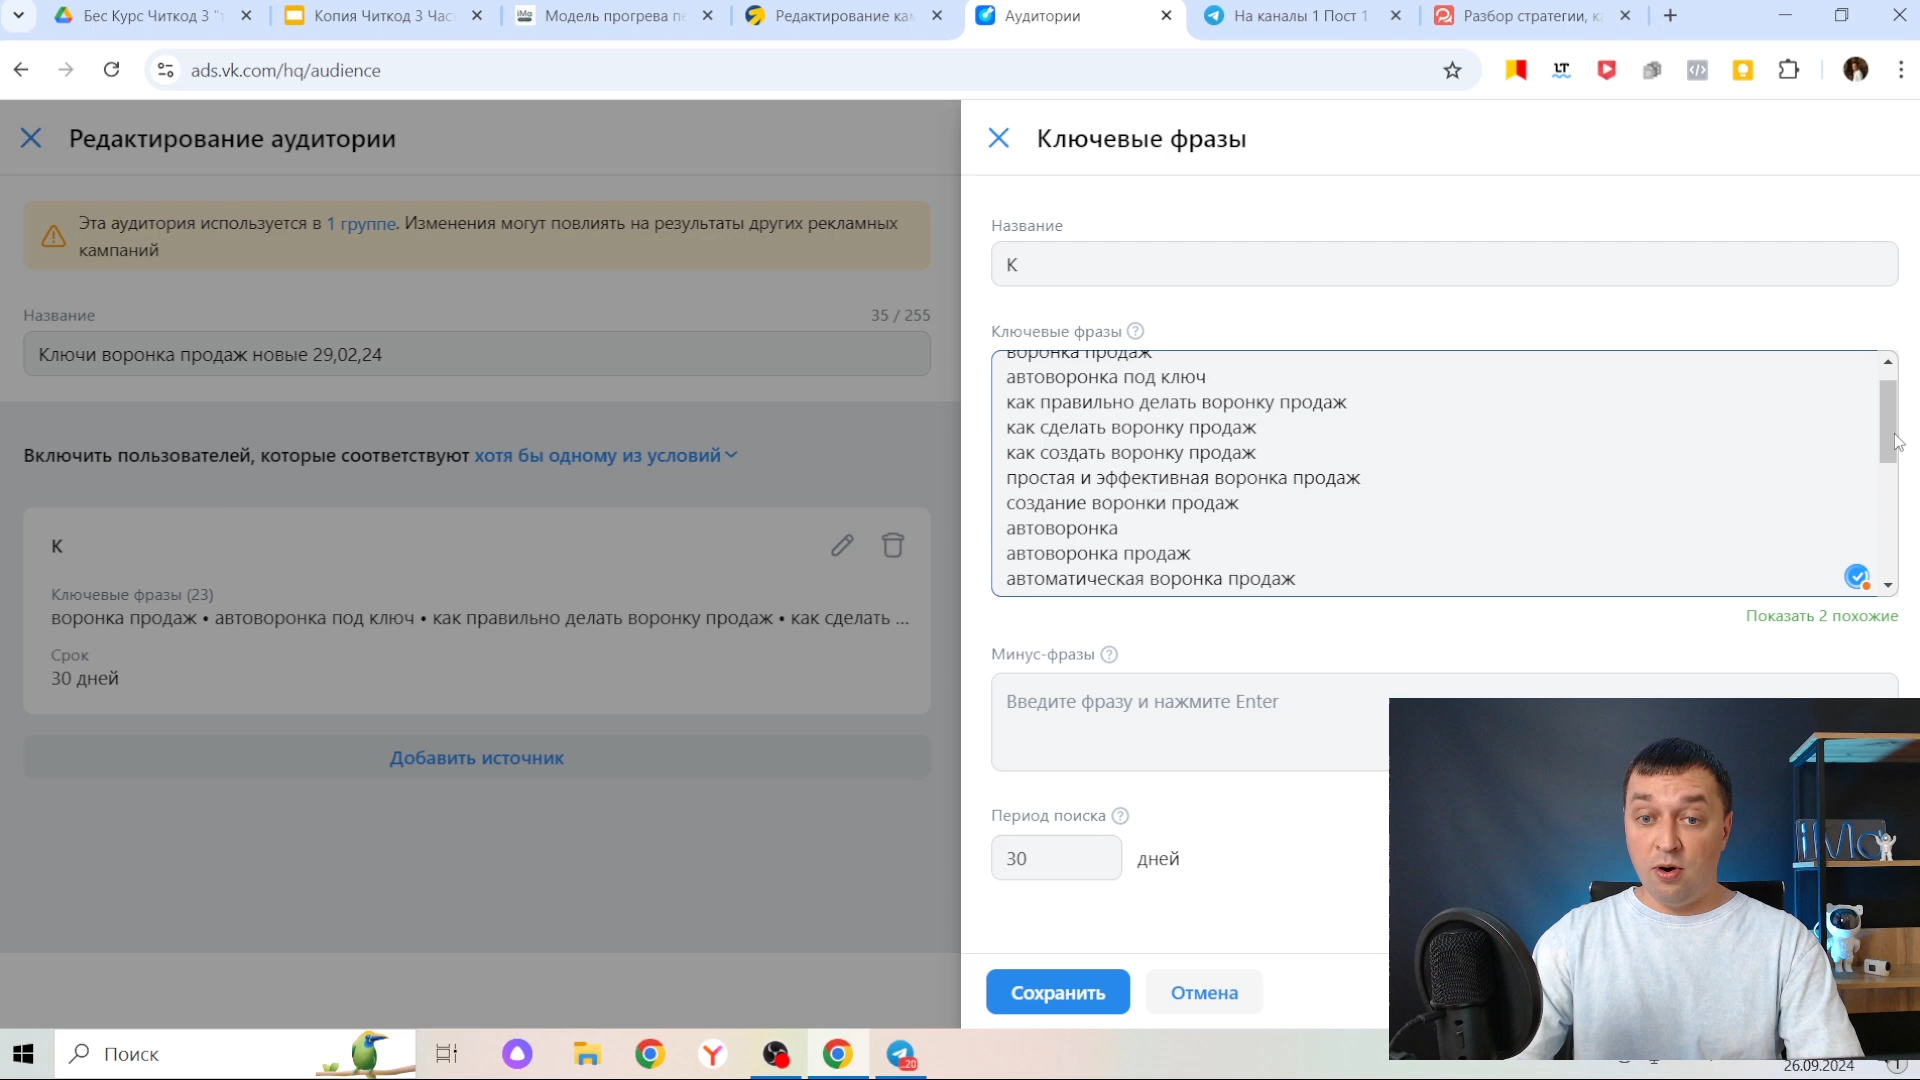 Бес Курс Читкод 3 "
Копия Читкод 3 Час
Модель прогрева п
Редактирование ка
Аудитории
На каналы 1 Пост 1
Разбор стратегии, к
ads.vk.com/hq/audience
Редактирование аудитории
Эта аудитория используется в 1 группе. Изменения могут повлиять на результаты других рекламных
кампаний
Название
35 / 255
Ключи воронка продаж новые 29,02,24
Включить пользователей, которые соответствуют хотя бы одному из условий
К
Ключевые фразы (23)
воронка продаж • автоворонка под ключ • как правильно делать воронку продаж • как сделать ...
Срок
30 дней
Добавить источник
Ключевые фразы
Название
К
Ключевые фразы
воронка продаж
автоворонка под ключ
как правильно делать воронку продаж
как сделать воронку продаж
как создать воронку продаж
простая и эффективная воронка продаж
создание воронки продаж
автоворонка
автоворонка продаж
автоматическая воронка продаж
Показать 2 похожие
Минус-фразы
Введите фразу и нажмите Enter
Период поиска
30
дней
Сохранить
Отмена
Поиск
20
26.09.2024